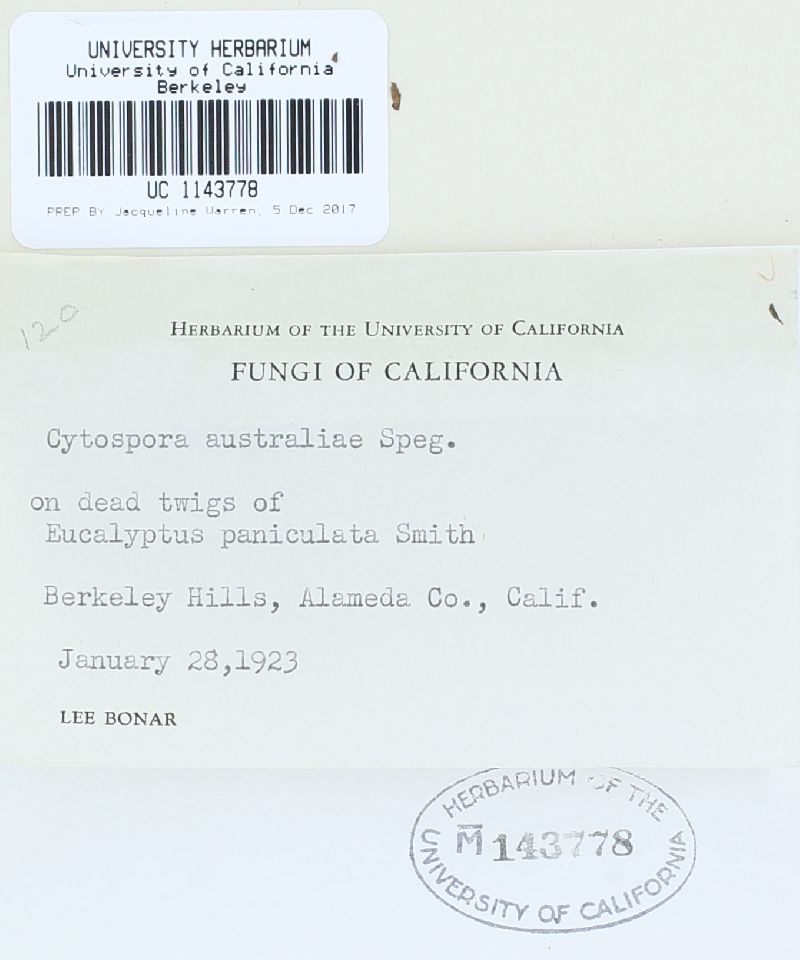 UNIVERSITY HERBARIUM
University of California
Berkeley
UC 1143778
PREP BY Jacqueline Warren, 5 Dec 2017
120
HERBARIUM OF THE UNIVERSITY OF CALIFORNIA
FUNGI OF CALIFORNIA
Cytospora australiae Speg.
on dead twigs of
Eucalyptus paniculata Smith
Berkeley Hills, Alameda Co., Calif.
January 28,1923
LEE BONAR
HERBARIUM OF THE
M̅ 143778
UNIVERSITY OF CALIFORNIA